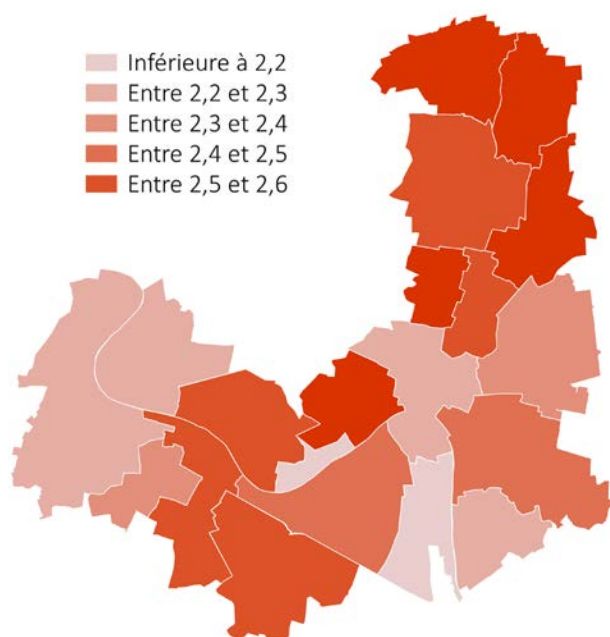 Inférieure à 2,2
Entre 2,2 et 2,3
Entre 2,3 et 2,4
Entre 2,4 et 2,5
Entre 2,5 et 2,6